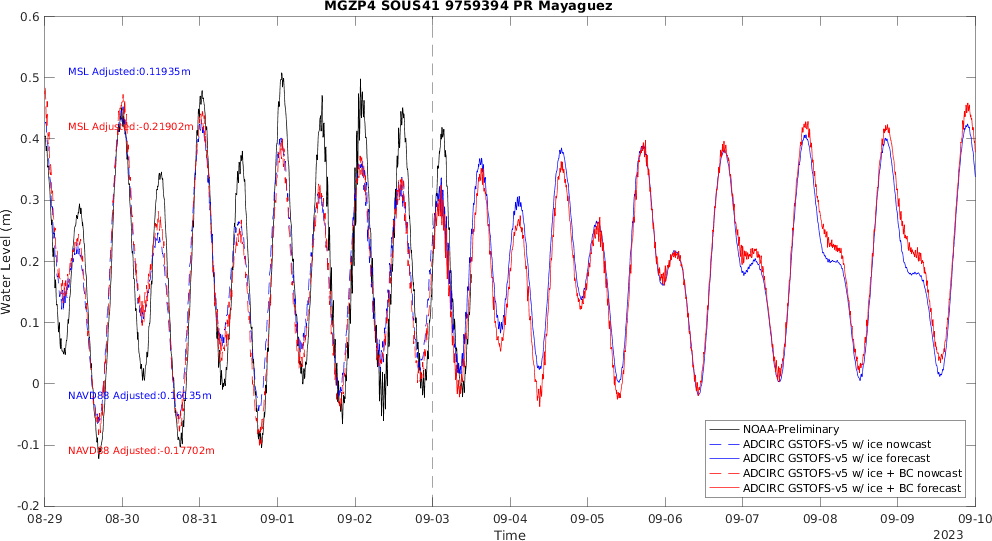 MGZP4 SOUS41 9759394 PR Mayaguez
0.6
0.5
0.4
0.3
0.2
0.1
0
-0.1
-0.2
Water Level (m)
MSL Adjusted:0.11935m
MSL Adjusted:-0.21902m
NAVD88 Adjusted:0.16135m
NAVD88 Adjusted:-0.17702m
NOAA-Preliminary
ADCIRC GSTOFS-v5 w/ ice nowcast
ADCIRC GSTOFS-v5 w/ ice forecast
ADCIRC GSTOFS-v5 w/ ice + BC nowcast
ADCIRC GSTOFS-v5 w/ ice + BC forecast
08-29 08-30 08-31 09-01 09-02 09-03 09-04 09-05 09-06 09-07 09-08 09-09 09-10
Time
2023